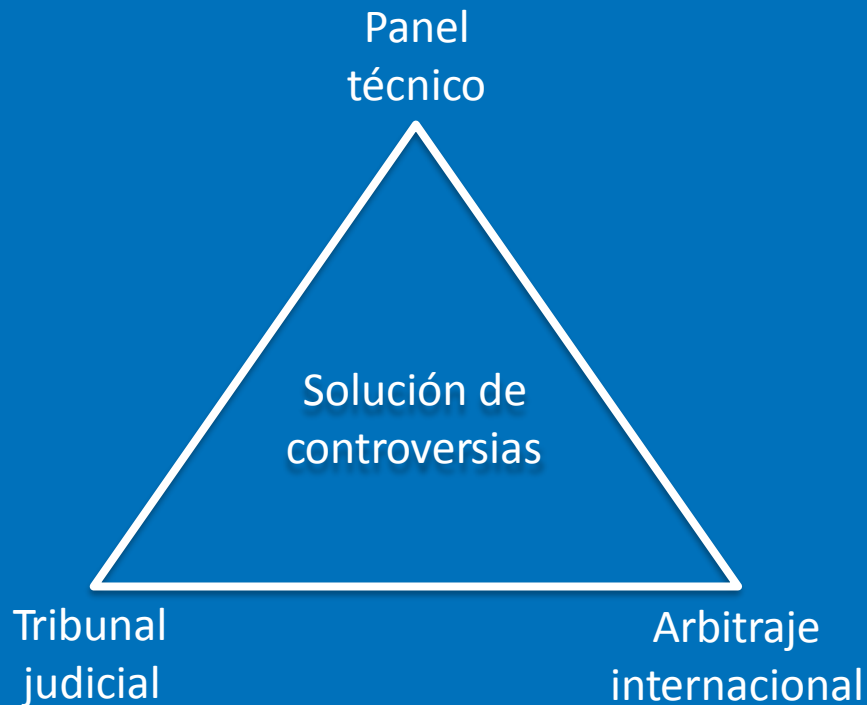 Panel
técnico
Solución de
controversias
Tribunal
judicial
Arbitraje
internacional